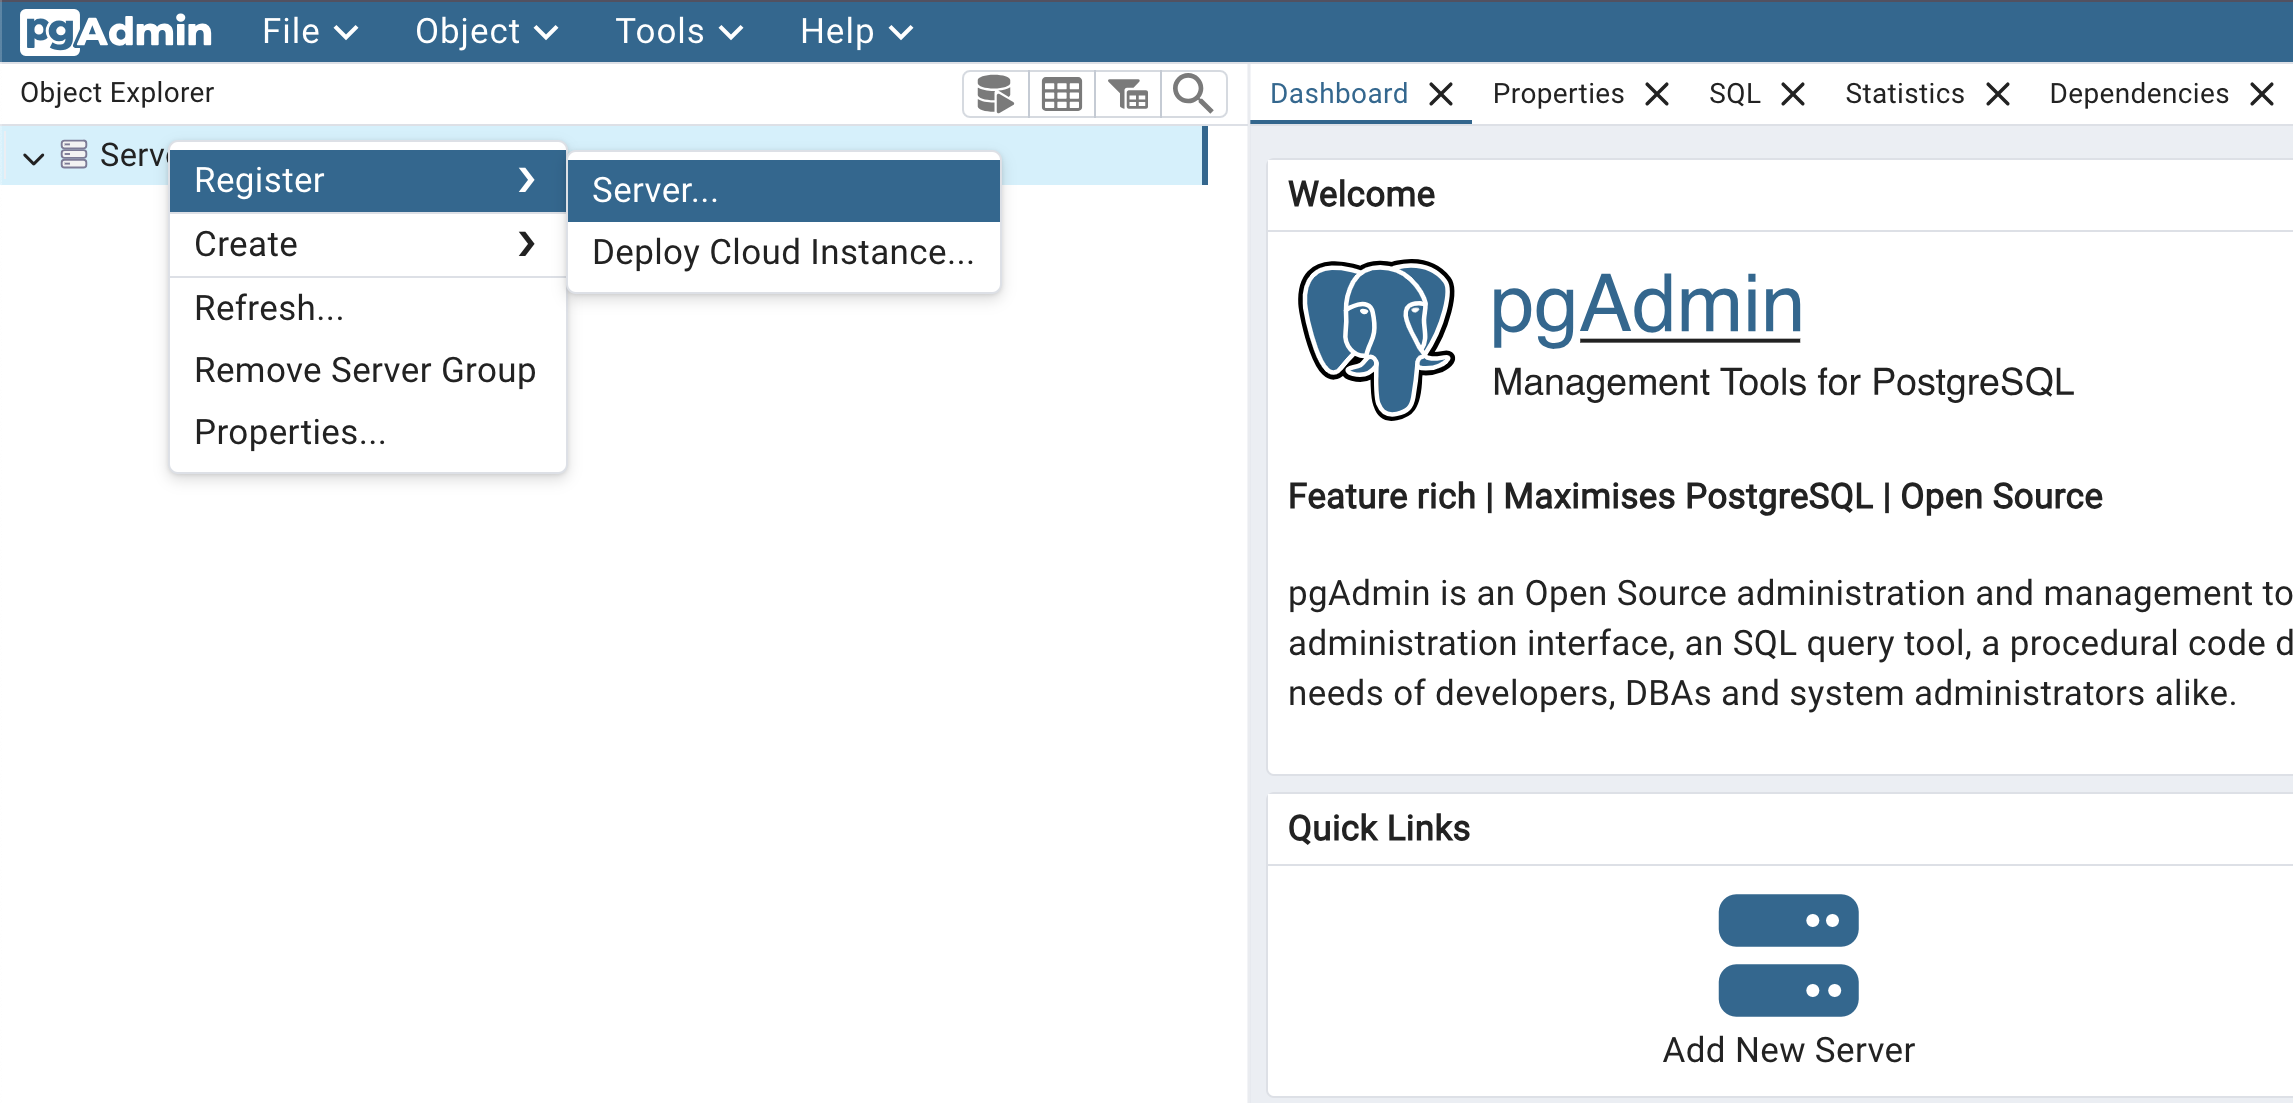 pgAdmin File Object Tools Help
Object Explorer
Dashboard Properties SQL Statistics Dependencies
Register
Create
Refresh...
Remove Server Group
Properties...
Server...
Deploy Cloud Instance...
Welcome
pgAdmin
Management Tools for PostgreSQL
Feature rich | Maximises PostgreSQL | Open Source
pgAdmin is an Open Source administration and management
administration interface, an SQL query tool, a procedural code
needs of developers, DBAs and system administrators alike.
Quick Links
Add New Server